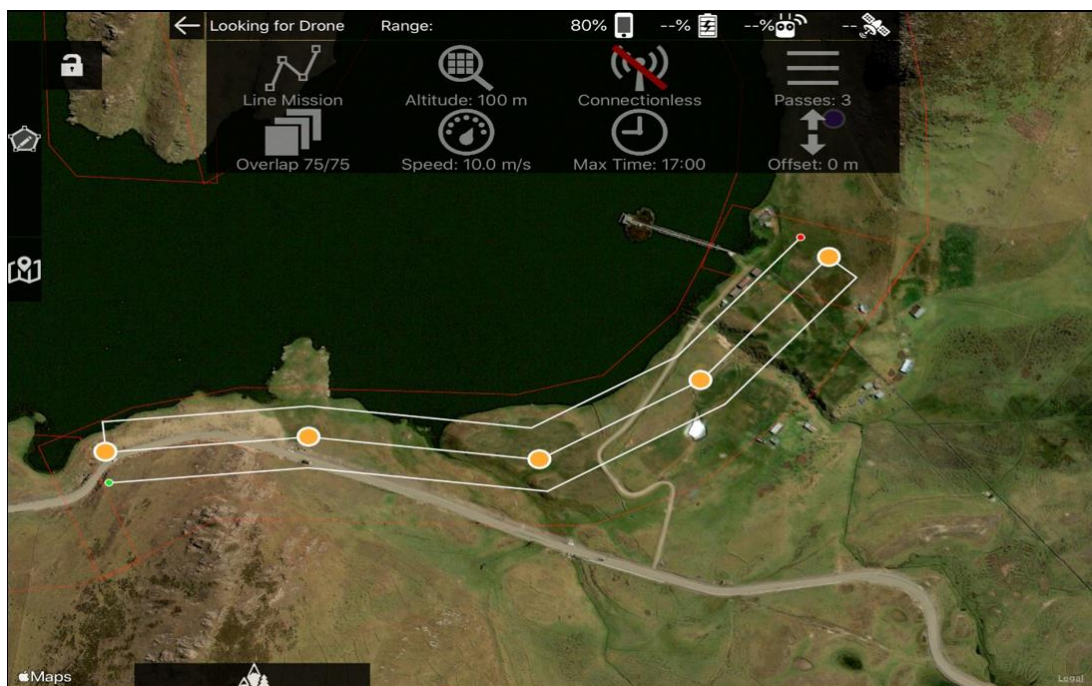 Looking for Drone Range: 80% --% --% --
Line Mission Altitude: 100 m Connectionless Passes: 3
Overlap 75/75 Speed: 10.0 m/s Max Time: 17:00 Offset: 0 m
Maps Legal